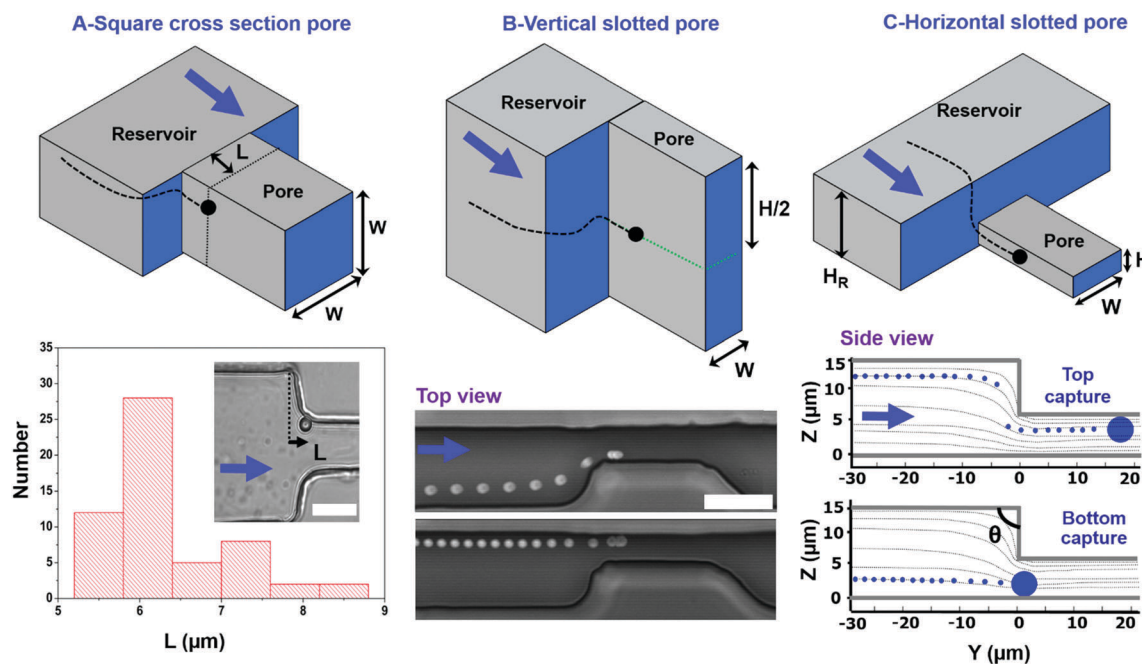 A-Square cross section pore
B-Vertical slotted pore
C-Horizontal slotted pore
Reservoir
L
Pore
W
W
Reservoir
Pore
H/2
W
Reservoir
Pore
H_R
H
W
35
30
25
20
15
10
5
0
Number
L
5
6
7
8
9
L (µm)
Top view
Side view
Z (µm)
15
10
5
0
Top
capture
-30
-20
-10
0
10
20
Z (µm)
15
10
5
0
θ
Bottom
capture
-30
-20
-10
0
10
20
Y (µm)